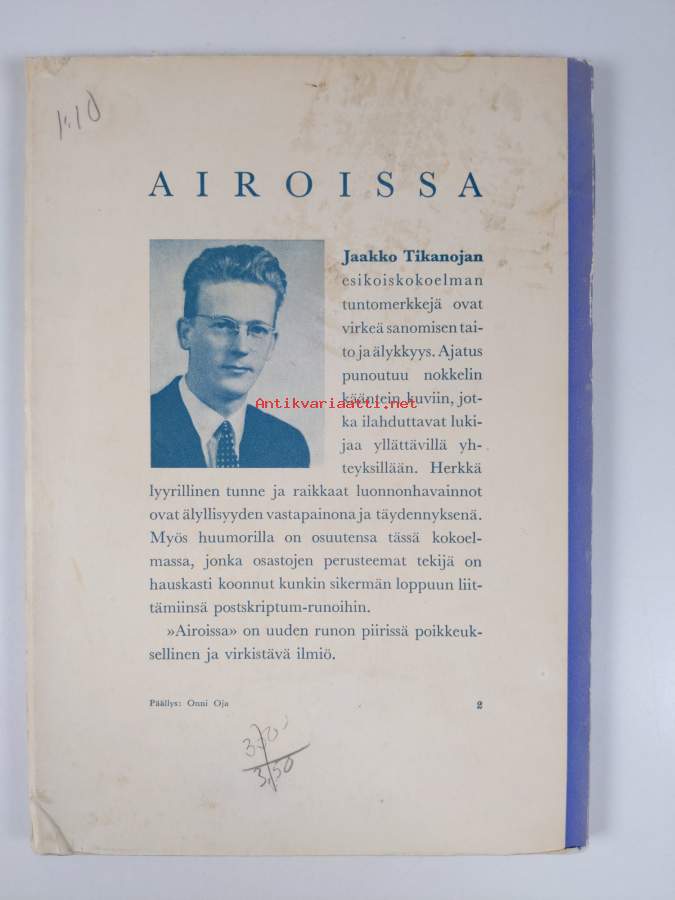 1:10
AIROISSA
Jaakko Tikanojan
esikoiskokoelman
tuntomerkkejä ovat
virkeä sanomisen tai-
to ja älykkyys. Ajatus
punoutuu nokkelin
kääntein kuviin, jot-
ka ilahduttavat luki-
jaa yllättävillä yh-
teyksillään. Herkkä
lyyrillinen tunne ja raikkaat luonnonhavainnot
ovat älyllisyyden vastapainona ja täydennyksenä.
Myös huumorilla on osuutensa tässä kokoel-
massa, jonka osastojen perusteemat tekijä on
hauskasti koonnut kunkin sikermän loppuun liit-
tämiinsä postskriptum-runoihin.
»Airoissa» on uuden runon piirissä poikkeuk-
sellinen ja virkistävä ilmiö.
Päällys: Onni Oja 2
3,50
Antikvariaatti.net